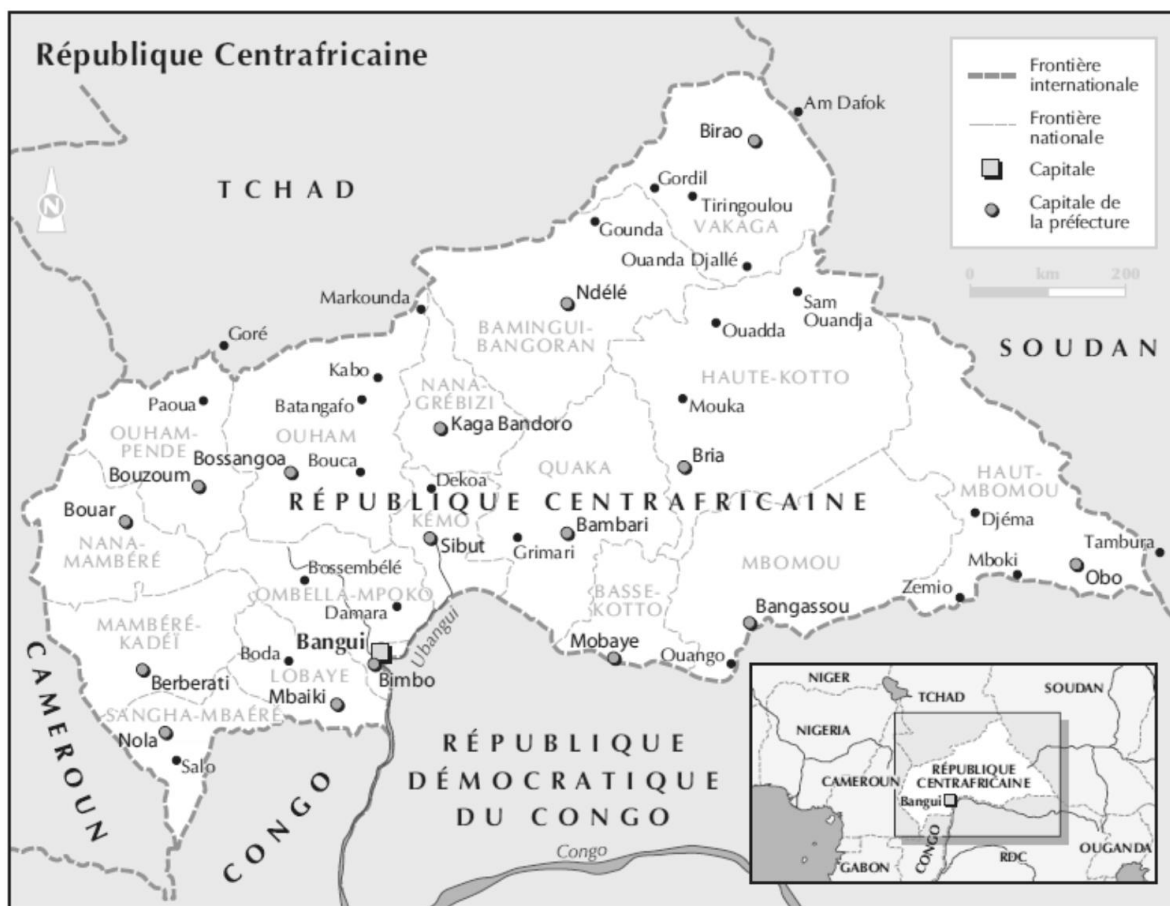 République Centrafricaine
Frontière
internationale
Frontière
nationale
Capitale
Capitale de
la préfecture
0 km 200
N
TCHAD
Am Dafok
Birao
Gordil
Tiringoulou
VAKAGA
Gounda
Ouanda Djallé
Ndélé
Sam
Ouandja
Markounda
BAMINGUI-
BANGORAN
Ouadda
Goré
SOUDAN
Kabo
NANA-
GRÉBIZI
HAUTE-KOTTO
Paoua
Batangafo
Mouka
OUHAM-
PENDE
OUHAM
Kaga Bandoro
Bossangoa
Bouca
QUAKA
Bria
Bouzoum
Dekoa
HAUT-
MBOMOU
RÉPUBLIQUE CENTRAFRICAINE
Bouar
KÉMO
Djéma
NANA-
MAMBÉRÉ
Sibut
Grimari
Bambari
Tambura
Bossembélé
MBOMOU
Mboki
Obo
OMBELLA-MPOKO
BASSE-
KOTTO
Zemio
Damara
MAMBÉRÉ-
KADÉÏ
Bangui
Ubangui
Bangassou
Mobaye
Boda
Ouango
Bimbo
LOBAYE
Berberati
Mbaiki
SANGHA-MBAÉRÉ
Nola
Salo
CAMEROUN
CONGO
RÉPUBLIQUE
DÉMOCRATIQUE
DU CONGO
Congo
NIGER
TCHAD
SOUDAN
NIGERIA
CAMEROUN
RÉPUBLIQUE
CENTRAFRICAINE
Bangui
CONGO
GABON
RDC
OUGANDA